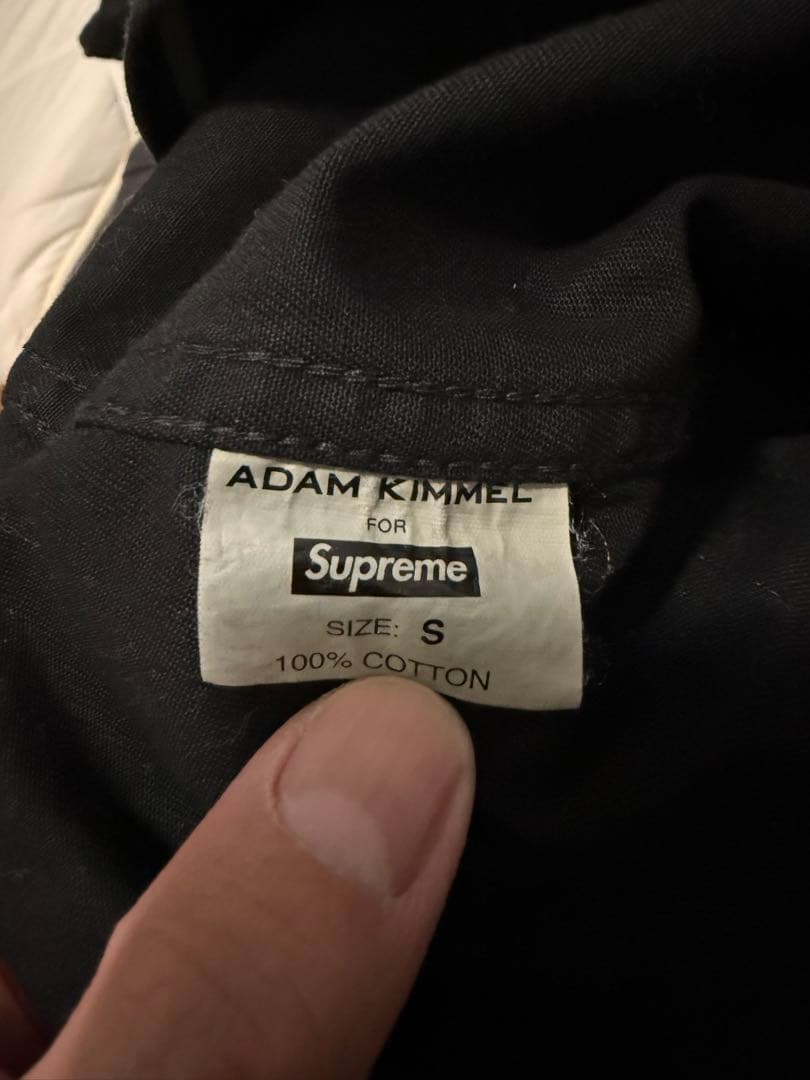 ADAM KIMMEL
FOR
Supreme
SIZE: S
100% COTTON